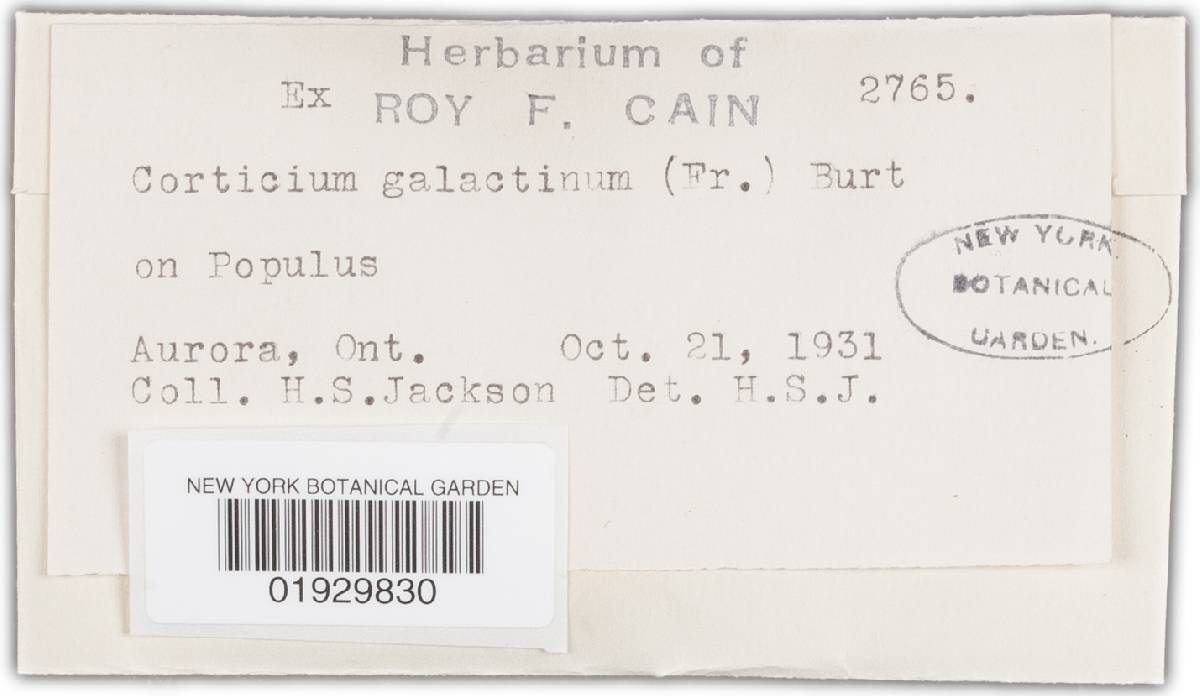 Herbarium of
Ex ROY F. CAIN 2765.
Corticium galactinum (Fr.) Burt
on Populus
NEW YORK
BOTANICAL
GARDEN.
Aurora, Ont. Oct. 21, 1931
Coll. H.S.Jackson Det. H.S.J.
NEW YORK BOTANICAL GARDEN
01929830